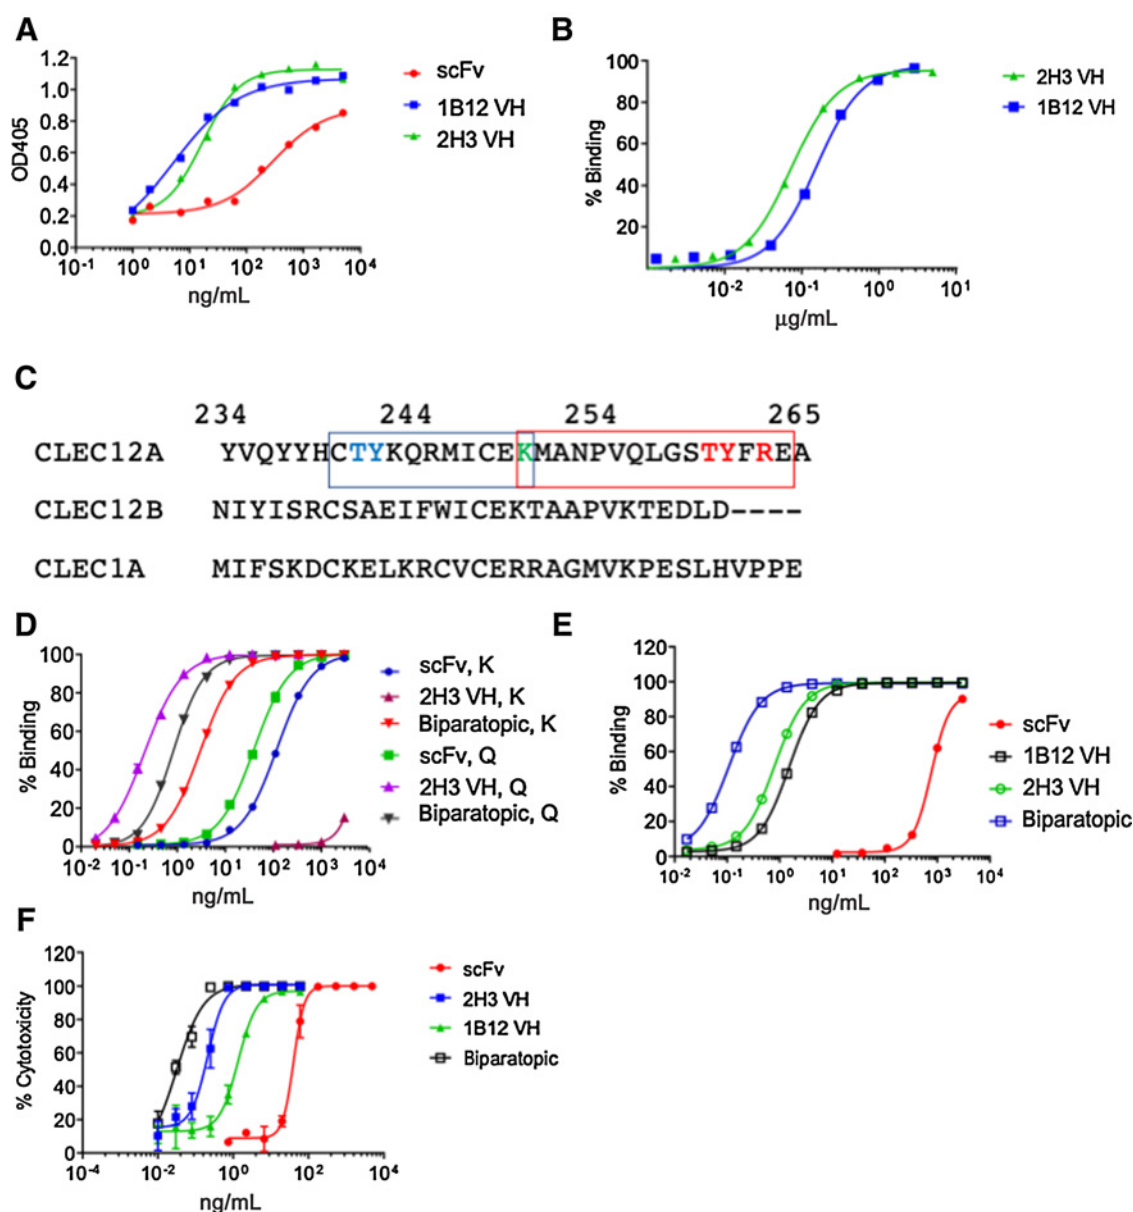 A
1.2
1.0
0.8
0.6
0.4
0.2
0.0
OD405
10-1 100 101 102 103 104
ng/mL
scFv
1B12 VH
2H3 VH
B
100
80
60
40
20
% Binding
10-2 10-1 100 101
μg/mL
2H3 VH
1B12 VH
C
234 244 254 265
CLEC12A YVQYYHCTYKQRMICEKMANPVQLGSTYFREA
CLEC12B NIYISRCSAEIFWICEKTAAPVKTEDLD----
CLEC1A MIFSKDCKELKRCVCERRAGMVKPESLHVPPE
D
100
80
60
40
20
0
% Binding
10-2 10-1 100 101 102 103 104
ng/mL
scFv, K
2H3 VH, K
Biparatopic, K
scFv, Q
2H3 VH, Q
Biparatopic, Q
E
120
100
80
60
40
20
0
% Binding
10-2 10-1 100 101 102 103 104
ng/mL
scFv
1B12 VH
2H3 VH
Biparatopic
F
120
100
80
60
40
20
0
% Cytotoxicity
10-4 10-2 100 102 104
ng/mL
scFv
2H3 VH
1B12 VH
Biparatopic